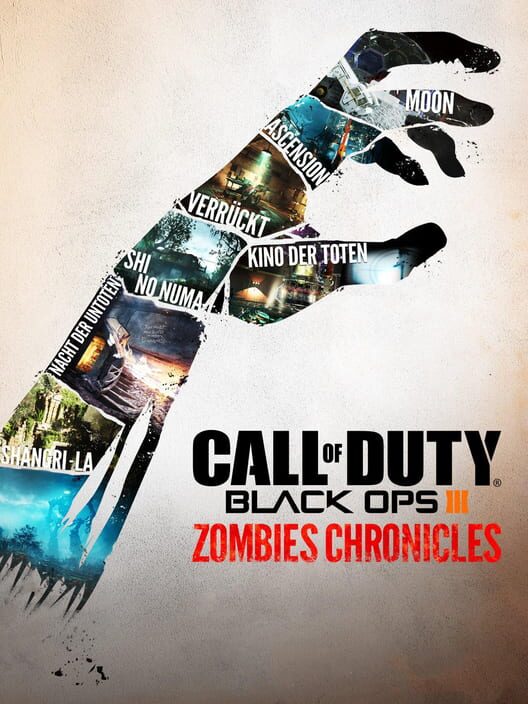 MOON
ASCENSION
VERRÜCKT
KINO DER TOTEN
SHI
NO NUMA
NACHT DER UNTOTEN
SHANGRI-LA
CALL OF DUTY®
BLACK OPS III
ZOMBIES CHRONICLES